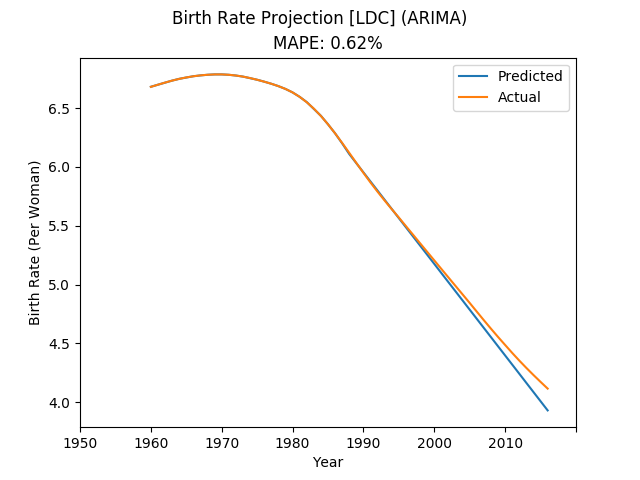 Birth Rate Projection [LDC] (ARIMA)
MAPE: 0.62%
Predicted
Actual
Birth Rate (Per Woman)
6.5
6.0
5.5
5.0
4.5
4.0
1950 1960 1970 1980 1990 2000 2010
Year